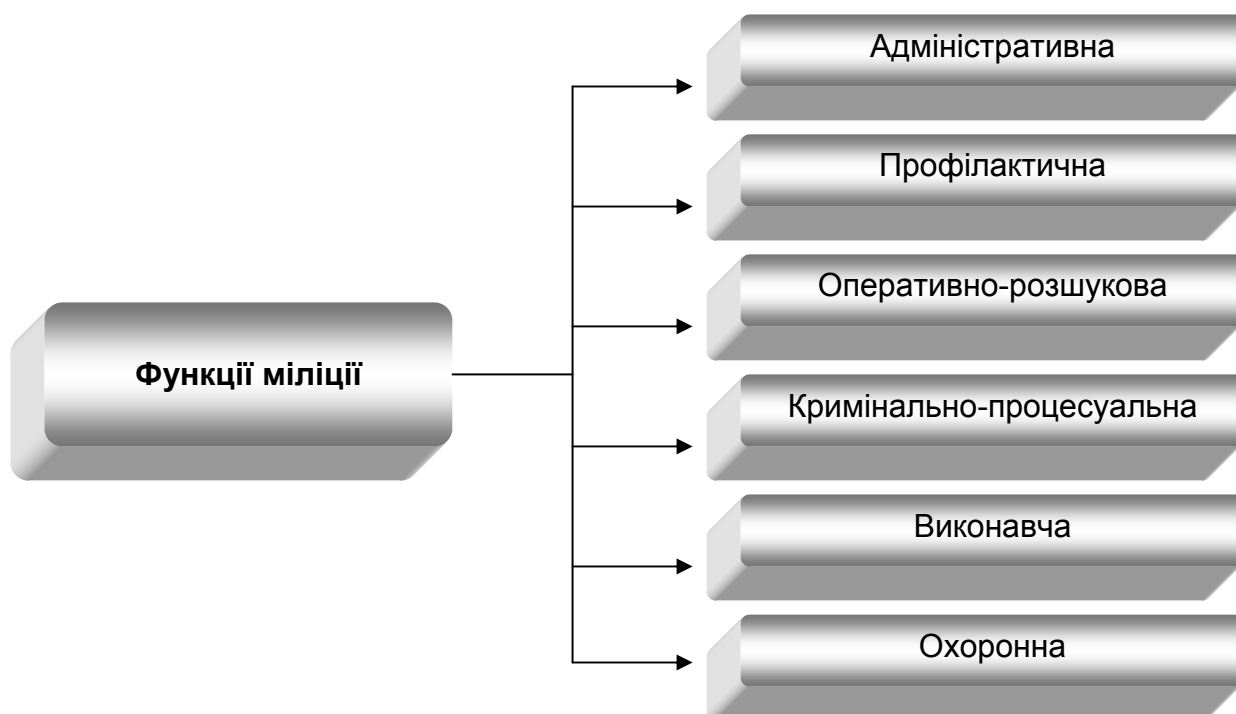 Функції міліції
Адміністративна
Профілактична
Оперативно-розшукова
Кримінально-процесуальна
Виконавча
Охоронна